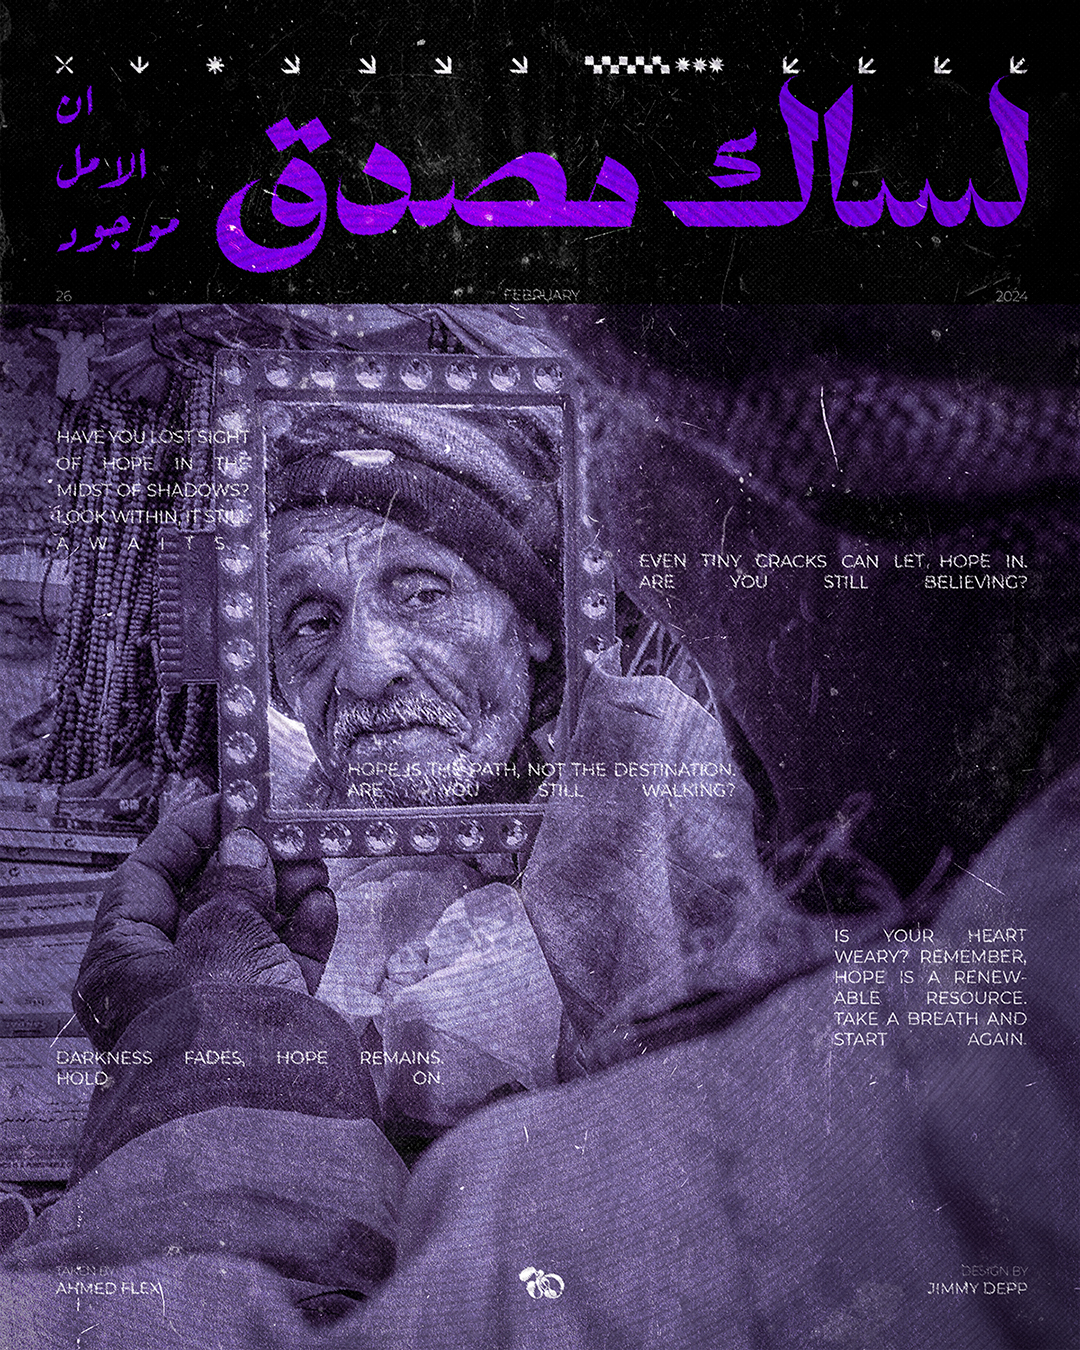 لساك مصدق
ان
الامل
موجود
26 FEBRUARY 2024
HAVE YOU LOST SIGHT
OF HOPE IN THE
MIDST OF SHADOWS?
LOOK WITHIN, IT STILL
A W A I T S .
EVEN TINY CRACKS CAN LET HOPE IN.
ARE YOU STILL BELIEVING?
HOPE IS THE PATH, NOT THE DESTINATION.
ARE YOU STILL WALKING?
IS YOUR HEART
WEARY? REMEMBER,
HOPE IS A RENEW-
ABLE RESOURCE.
TAKE A BREATH AND
START AGAIN.
DARKNESS FADES, HOPE REMAINS.
HOLD ON.
TAKEN BY
AHMED FLEX
DESIGN BY
JIMMY DEPP